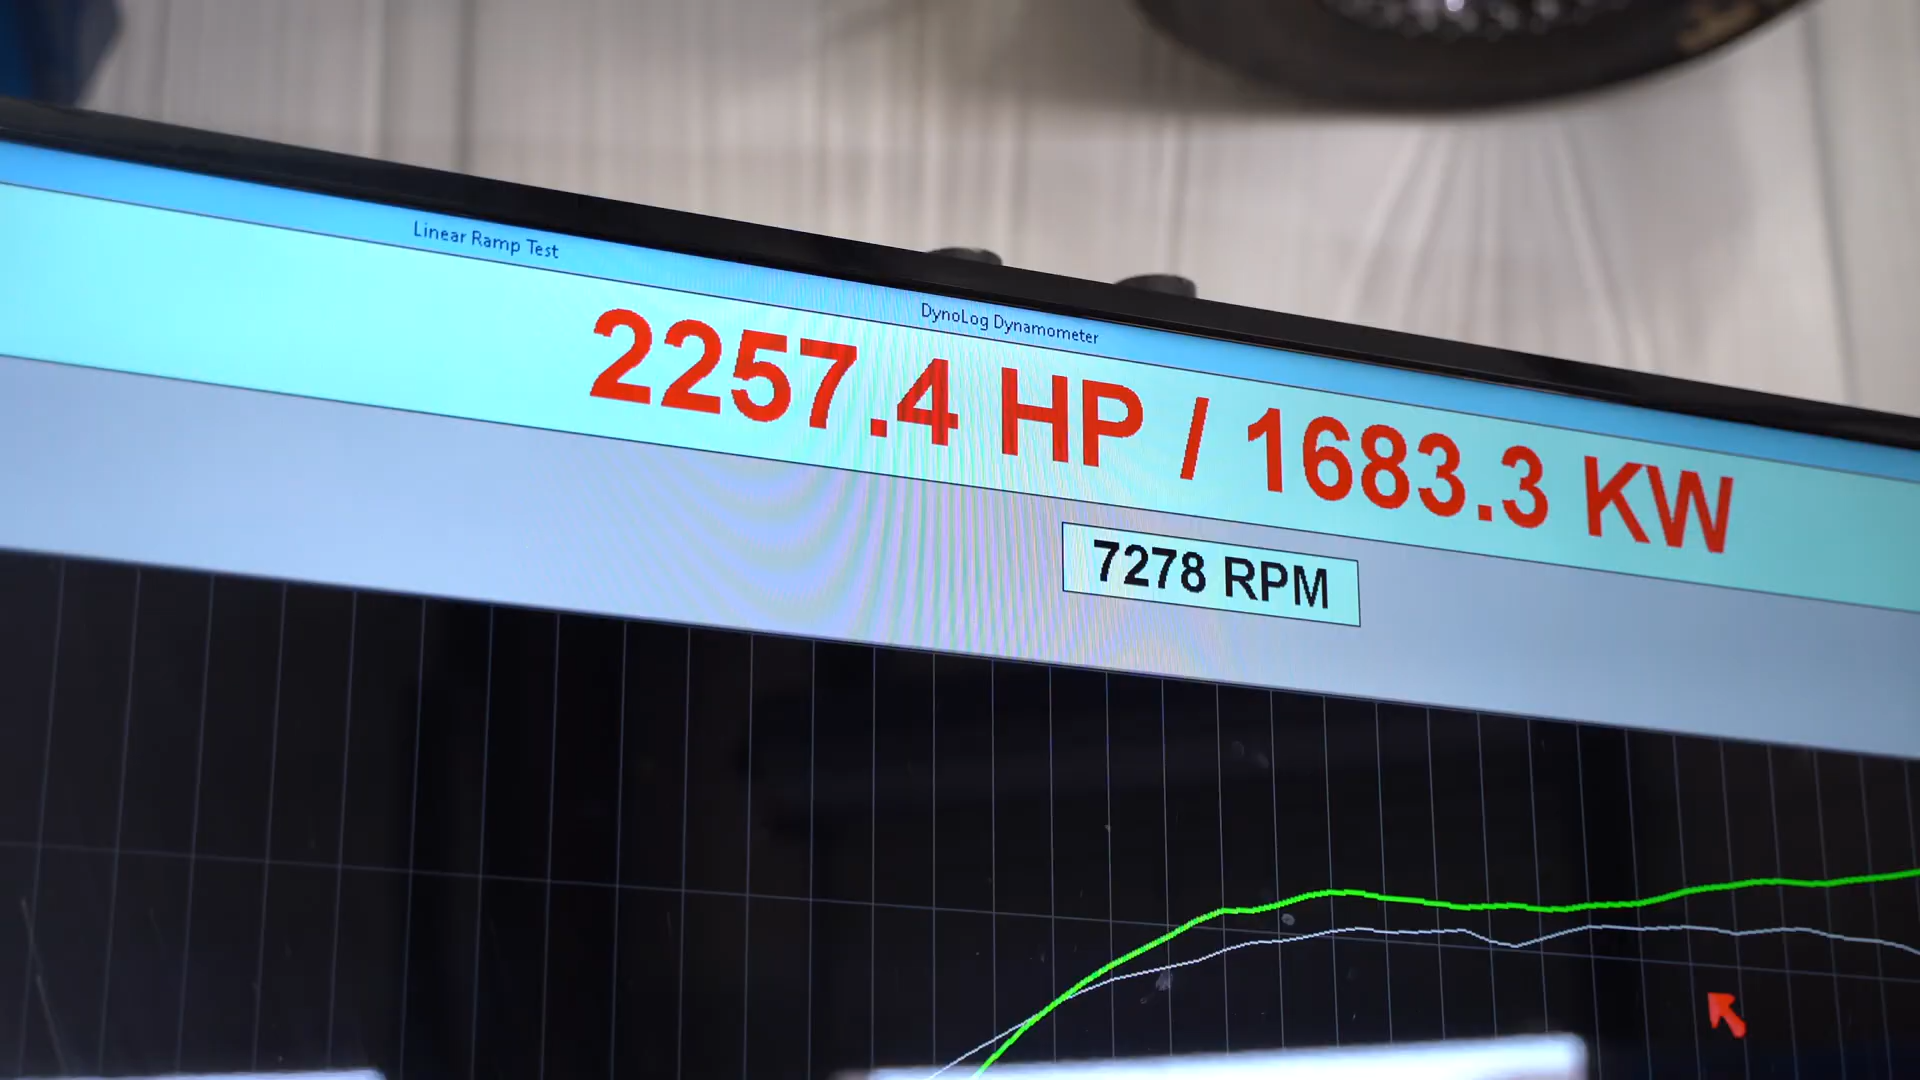 Linear Ramp Test
DynoLog Dynamometer
2257.4 HP / 1683.3 KW
7278 RPM